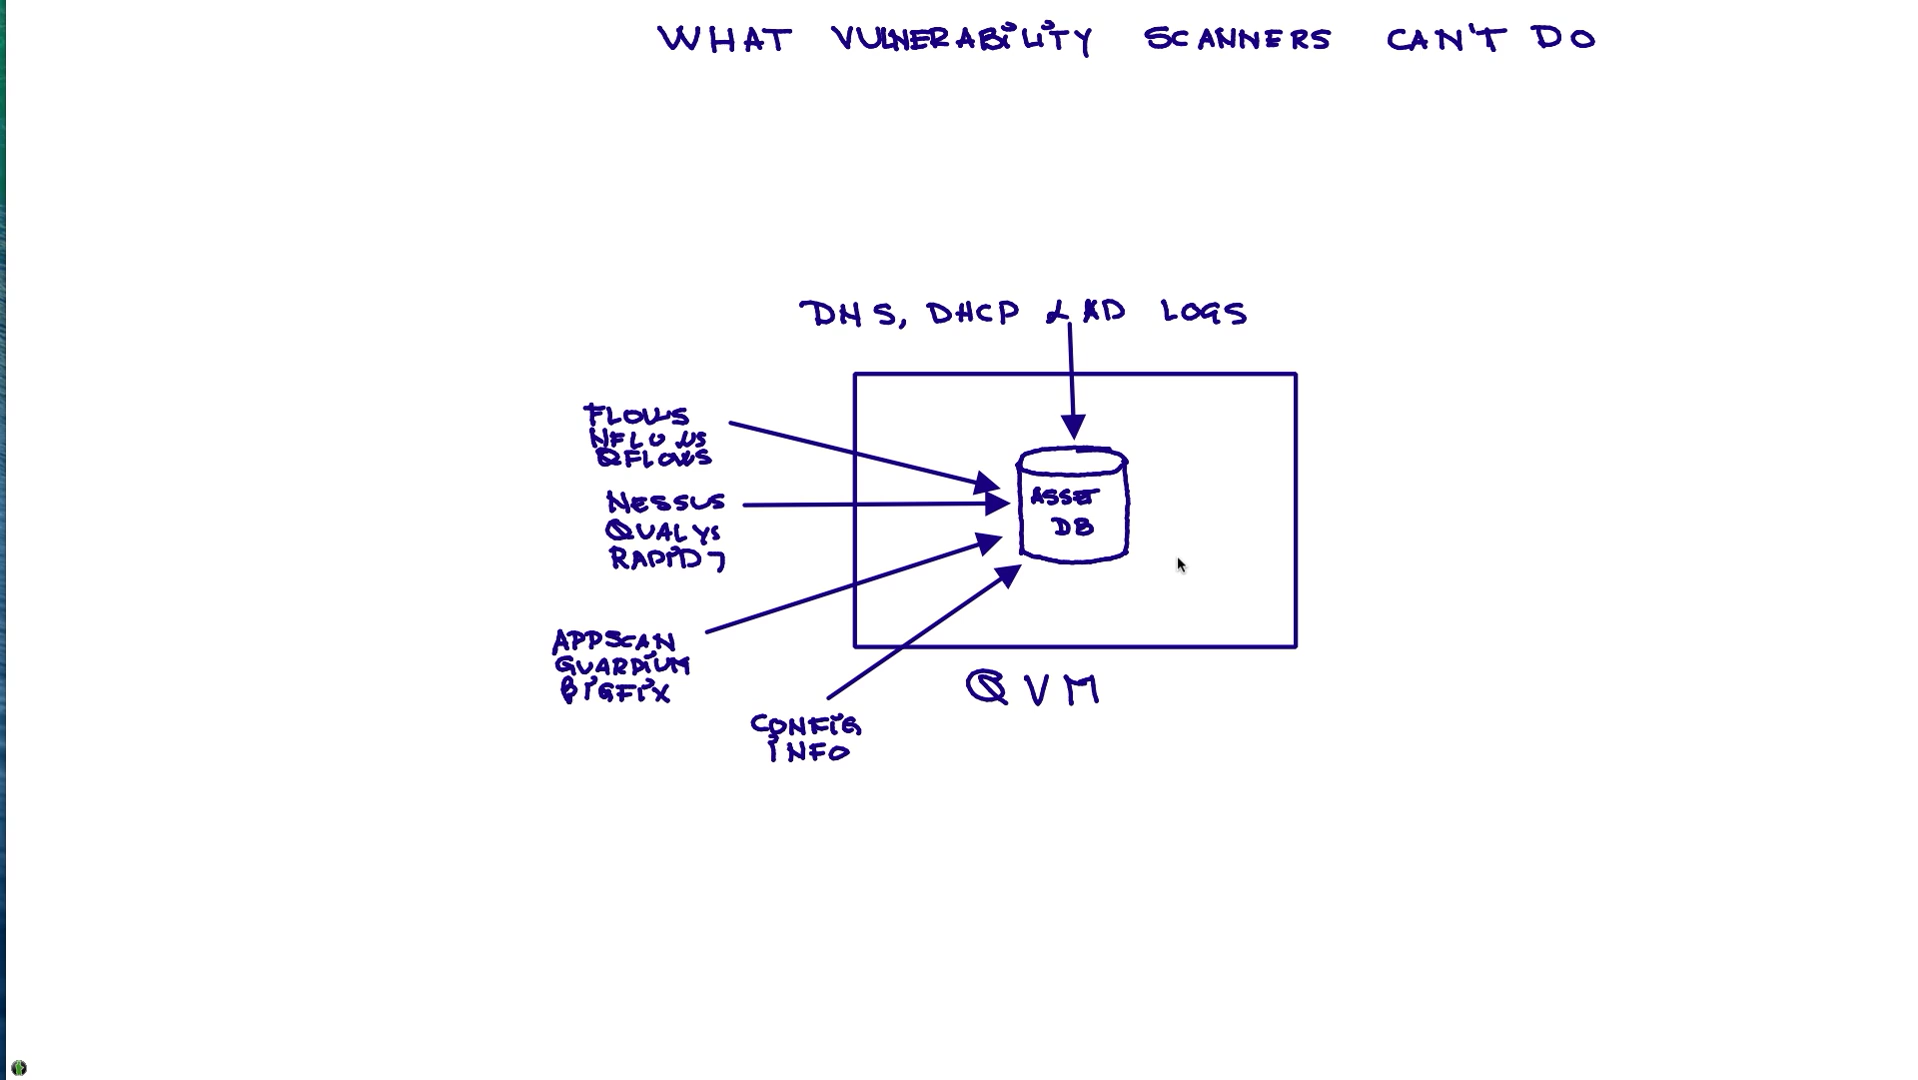 WHAT VULNERABILITY SCANNERS CAN'T DO
DNS, DHCP & AD LOGS
FLOWS
NFLOWS
QFLOWS
NESSUS
QUALYS
RAPID7
ASSET
DB
APPSCAN
GUARDIUM
BIGFIX
QVM
CONFIG
INFO